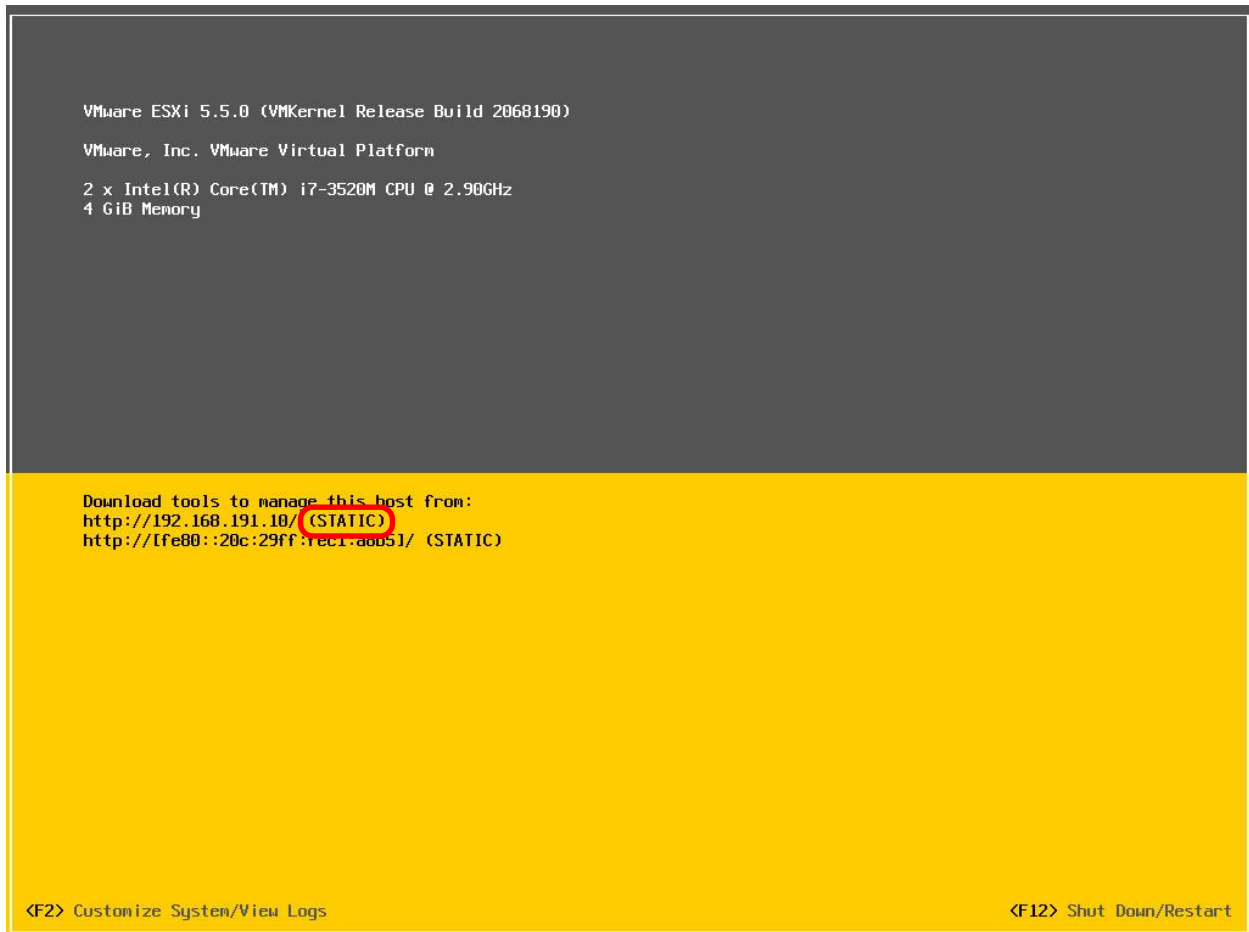 VMware ESXi 5.5.0 (VMKernel Release Build 2068190)
VMware, Inc. VMware Virtual Platform
2 x Intel(R) Core(TM) i7-3520M CPU @ 2.90GHz
4 GiB Memory
Download tools to manage this host from:
http://192.168.191.10/ (STATIC)
http://[fe80::20c:29ff:fec1:a8b5]/ (STATIC)
<F2> Customize System/View Logs
<F12> Shut Down/Restart